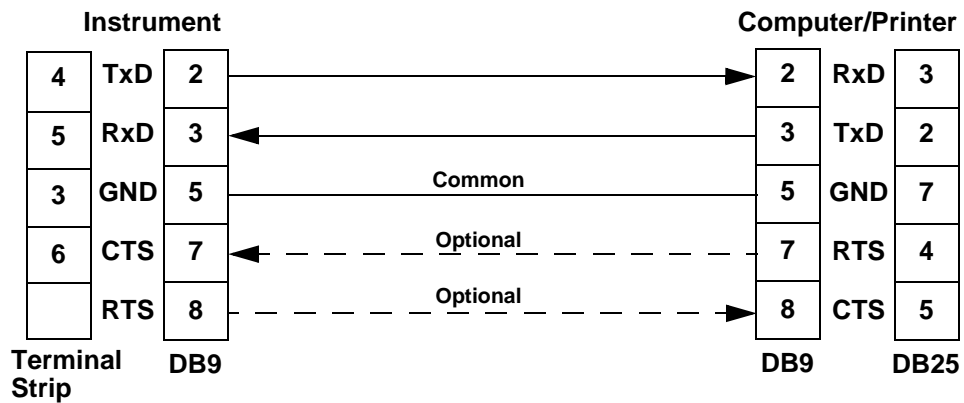 Instrument Computer/Printer
4 TxD 2 2 RxD 3
5 RxD 3 3 TxD 2
3 GND 5 Common 5 GND 7
6 CTS 7 Optional 7 RTS 4
RTS 8 Optional 8 CTS 5
Terminal Strip DB9 DB9 DB25